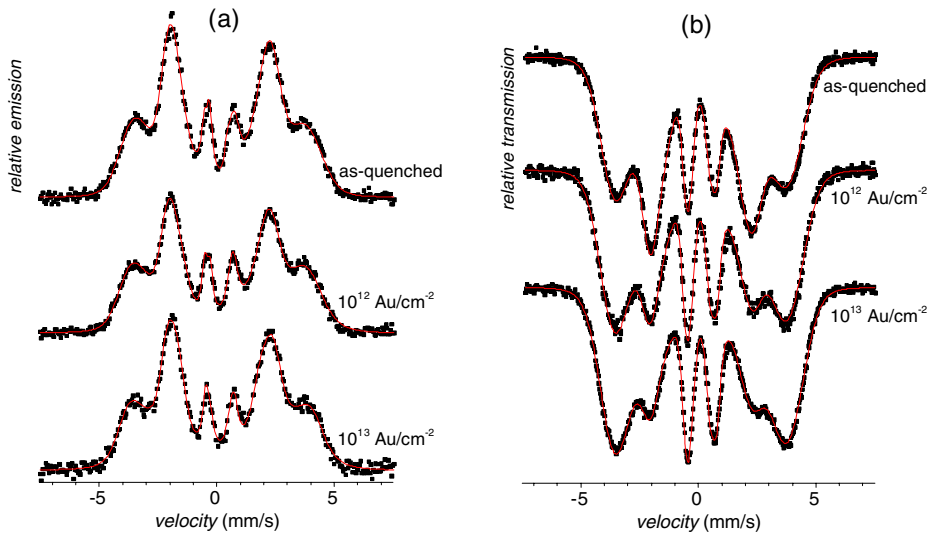 (a)
relative emission
as-quenched
10¹² Au/cm⁻²
10¹³ Au/cm⁻²
-5 0 5
velocity (mm/s)
(b)
relative transmission
as-quenched
10¹² Au/cm⁻²
10¹³ Au/cm⁻²
-5 0 5
velocity (mm/s)